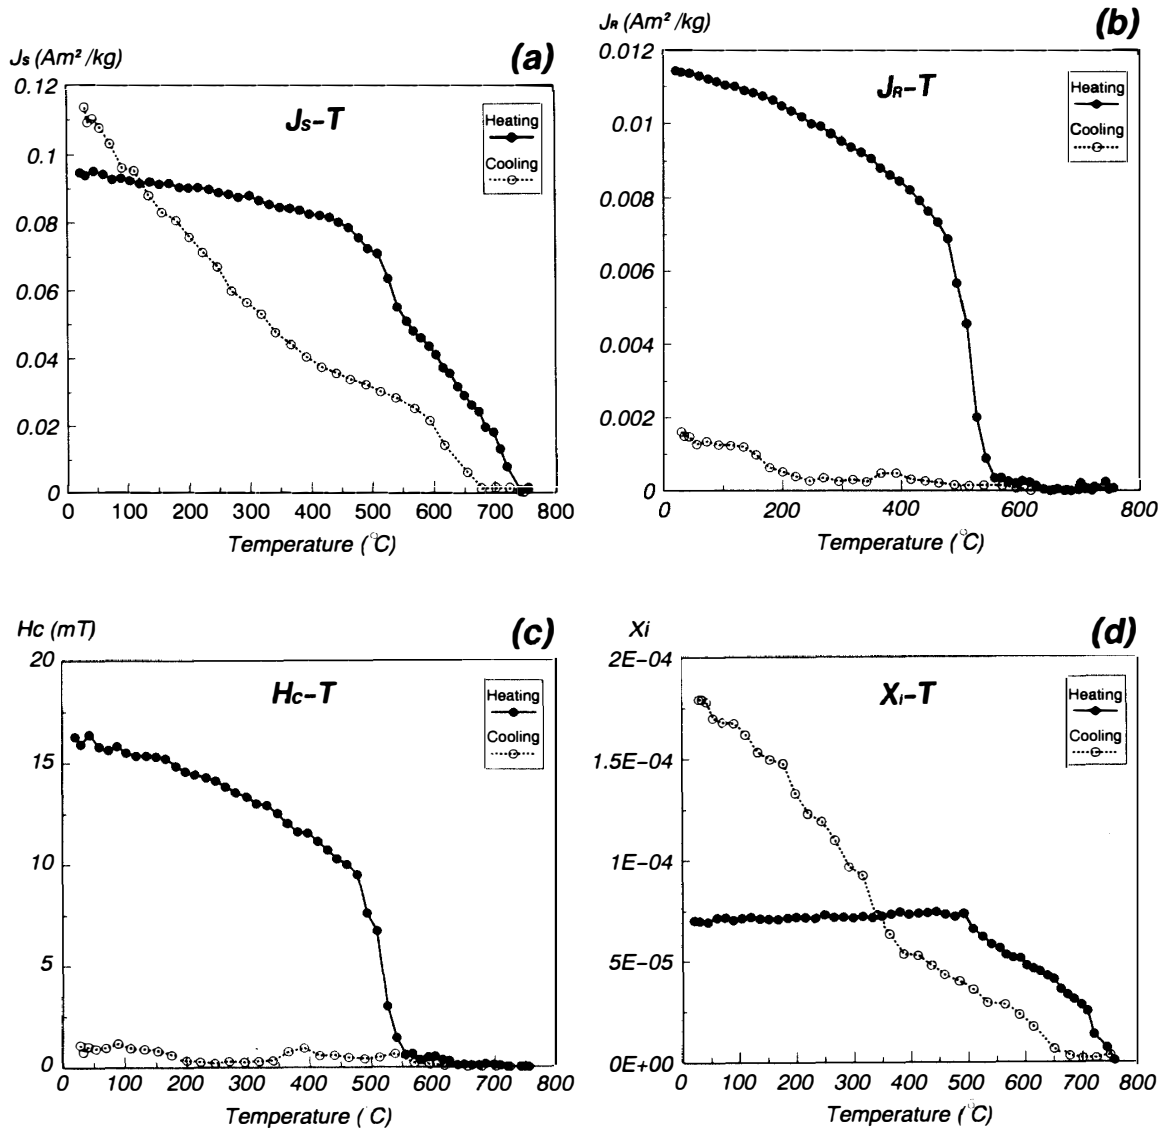 Js (Am² /kg)
(a)
0.12
0.1
0.08
0.06
0.04
0.02
0
Js-T
Heating
Cooling
0 100 200 300 400 500 600 700 800
Temperature (°C)
JR (Am² /kg)
(b)
0.012
0.01
0.008
0.006
0.004
0.002
0
JR-T
Heating
Cooling
0 200 400 600 800
Temperature (°C)
Hc (mT)
(c)
20
15
10
5
0
Hc-T
Heating
Cooling
0 100 200 300 400 500 600 700 800
Temperature (°C)
Xi
(d)
2E-04
1.5E-04
1E-04
5E-05
0E+00
Xi-T
Heating
Cooling
0 100 200 300 400 500 600 700 800
Temperature (°C)